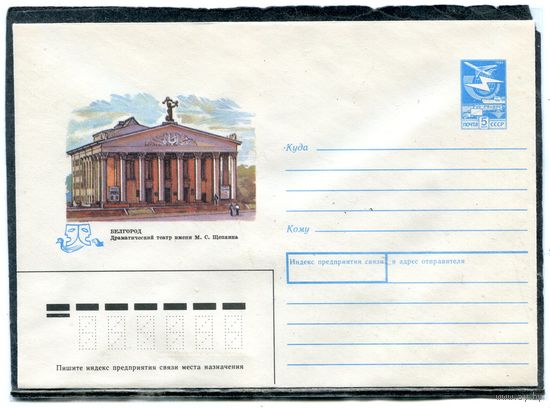 ПОЧТА 5 СССР
Куда
БЕЛГОРОД
Драматический театр имени М. С. Щепкина
Кому
Индекс предприятия связи и адрес отправителя
Пишите индекс предприятия связи места назначения